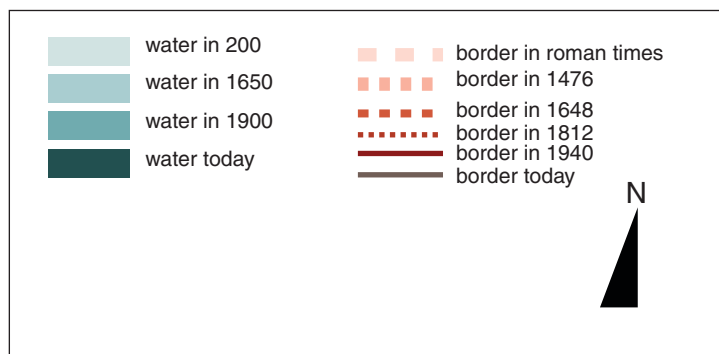 water in 200
water in 1650
water in 1900
water today
border in roman times
border in 1476
border in 1648
border in 1812
border in 1940
border today
N